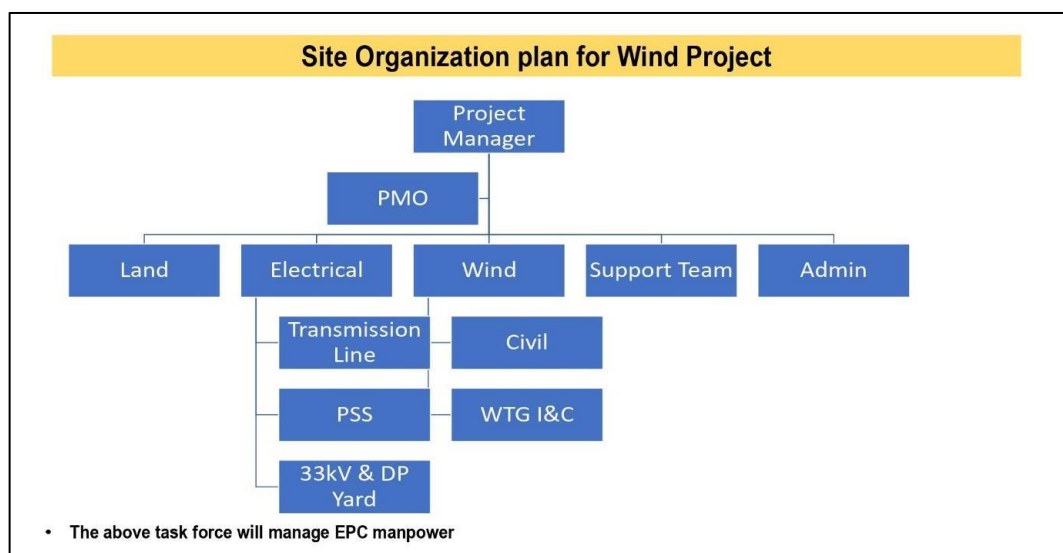 Site Organization plan for Wind Project
Project
Manager
PMO
Land
Electrical
Wind
Support Team
Admin
Transmission
Line
Civil
PSS
WTG I&C
33kV & DP
Yard
• The above task force will manage EPC manpower